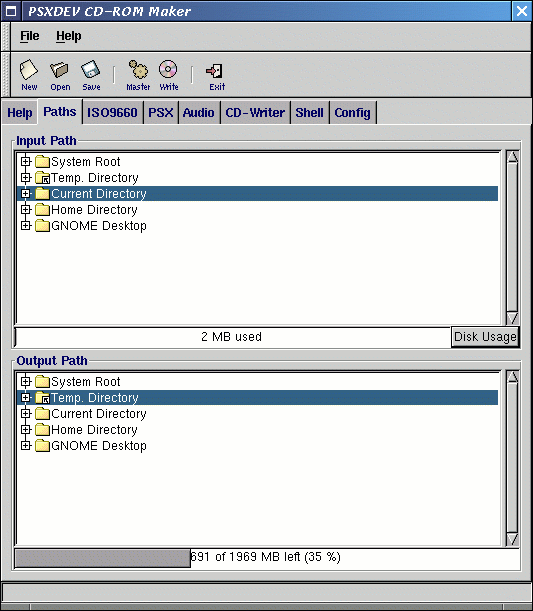 PSXDEV CD-ROM Maker
File Help
New Open Save Master Write Exit
Help Paths ISO9660 PSX Audio CD-Writer Shell Config
Input Path
System Root
Temp. Directory
Current Directory
Home Directory
GNOME Desktop
2 MB used Disk Usage
Output Path
System Root
Temp. Directory
Current Directory
Home Directory
GNOME Desktop
691 of 1969 MB left (35 %)